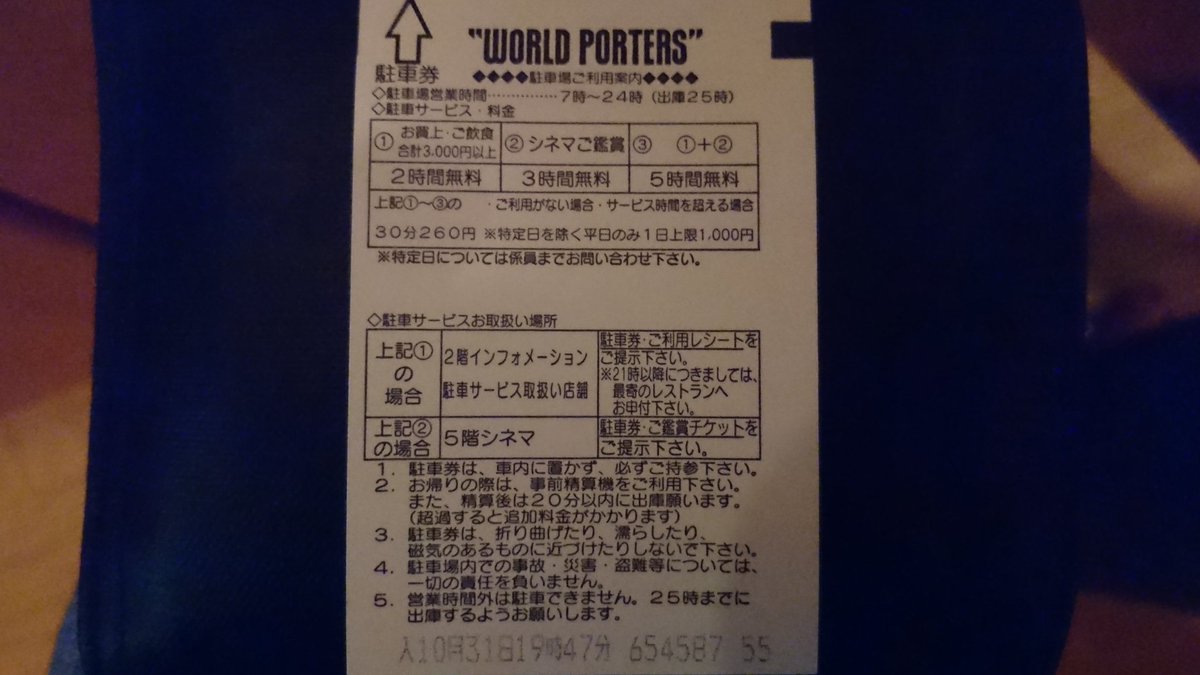 "WORLD PORTERS"
駐車券 ◆◆◆◆駐車場ご利用案内◆◆◆◆
◇駐車場営業時間……………7時〜24時(出庫25時)
◇駐車サービス・料金
① お買上・ご飲食 合計3,000円以上 ② シネマご鑑賞 ③ ①+②
2時間無料 3時間無料 5時間無料
上記①〜③の ・ご利用がない場合・サービス時間を超える場合
30分260円 ※特定日を除く平日のみ1日上限1,000円
※特定日については係員までお問い合わせ下さい。
◇駐車サービスお取扱い場所
上記①の場合
2階インフォメーション
駐車サービス取扱い店舗
駐車券・ご利用レシートを
ご提示下さい。
※21時以降につきましては、
最寄のレストランへ
お申付下さい。
上記②の場合
5階シネマ
駐車券・ご鑑賞チケットを
ご提示下さい。
1. 駐車券は、車内に置かず、必ずご持参下さい。
2. お帰りの際は、事前精算機をご利用下さい。
また、精算後は20分以内に出庫願います。
(超過すると追加料金がかかります)
3. 駐車券は、折り曲げたり、濡らしたり、
磁気のあるものに近づけたりしないで下さい。
4. 駐車場内での事故・災害・盗難等については、
一切の責任を負いません。
5. 営業時間外は駐車できません。25時までに
出庫するようお願いします。
入10月31日19時47分 654587 55